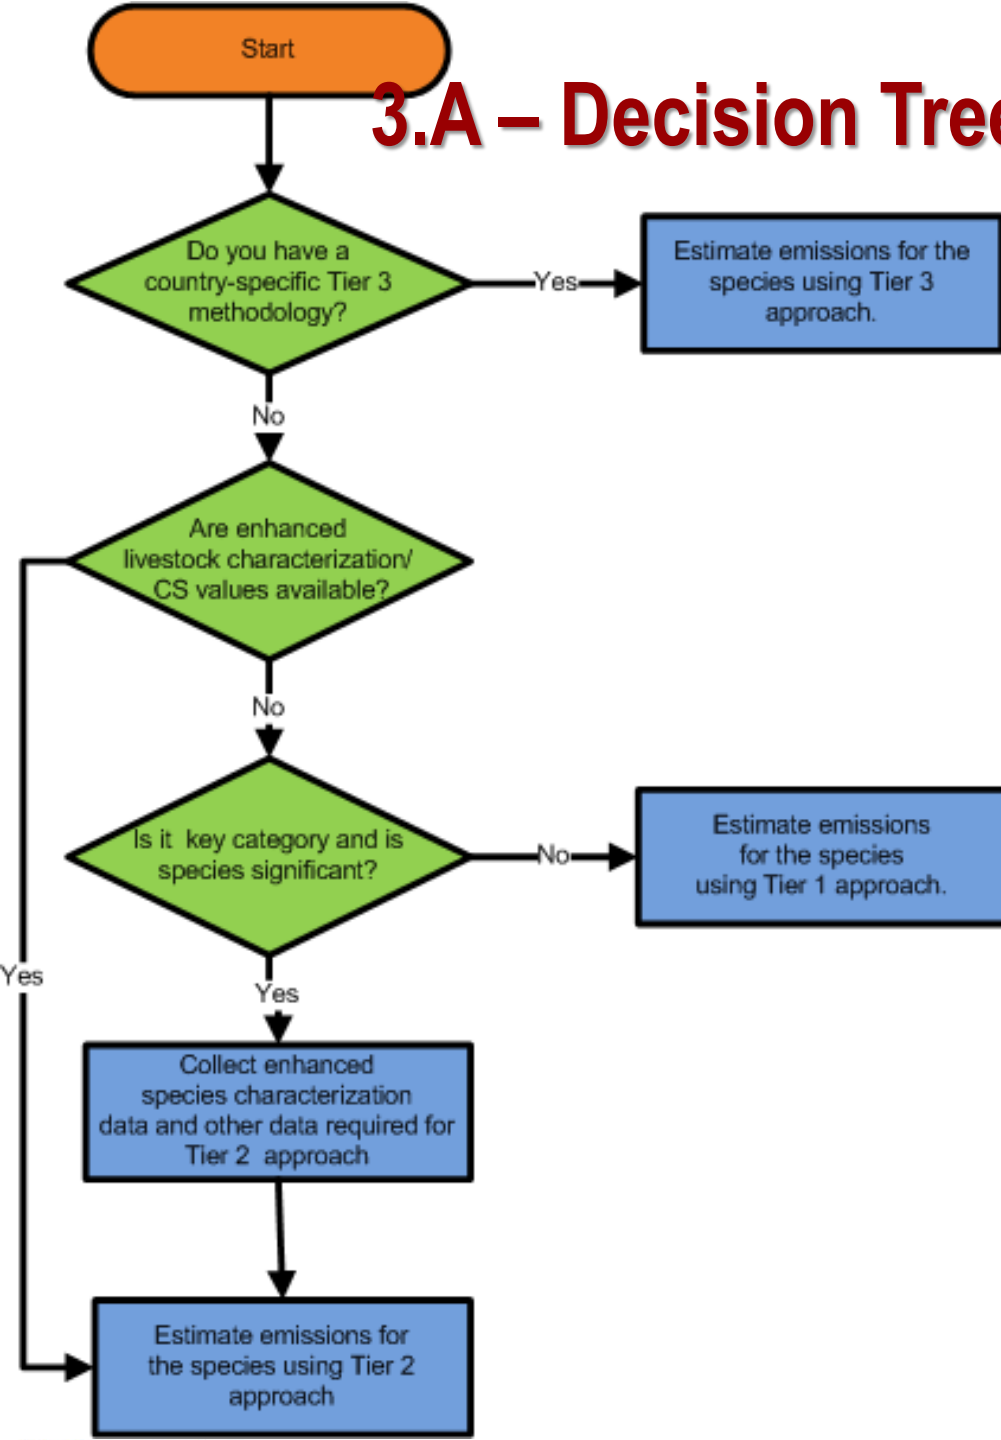 Start
3.A – Decision Tree
Do you have a
country-specific Tier 3
methodology?
Yes
Estimate emissions for the
species using Tier 3
approach.
No
Are enhanced
livestock characterization/
CS values available?
No
Is it  key category and is
species significant?
No
Estimate emissions
for the species
using Tier 1 approach.
Yes
Yes
Collect enhanced
species characterization
data and other data required for
Tier 2  approach
Estimate emissions for
the species using Tier 2
approach